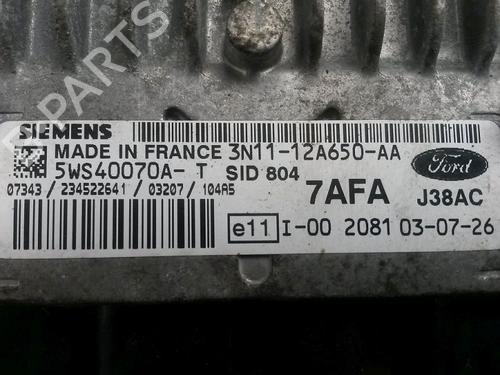 PARTS
SIEMENS
MADE IN FRANCE 3N11-12A650-AA
5WS40070A- T SID 804
07343 / 234522641 / 03207 / 104A5
7AFA
Ford
J38AC
e11 I-00 2081 03-07-26